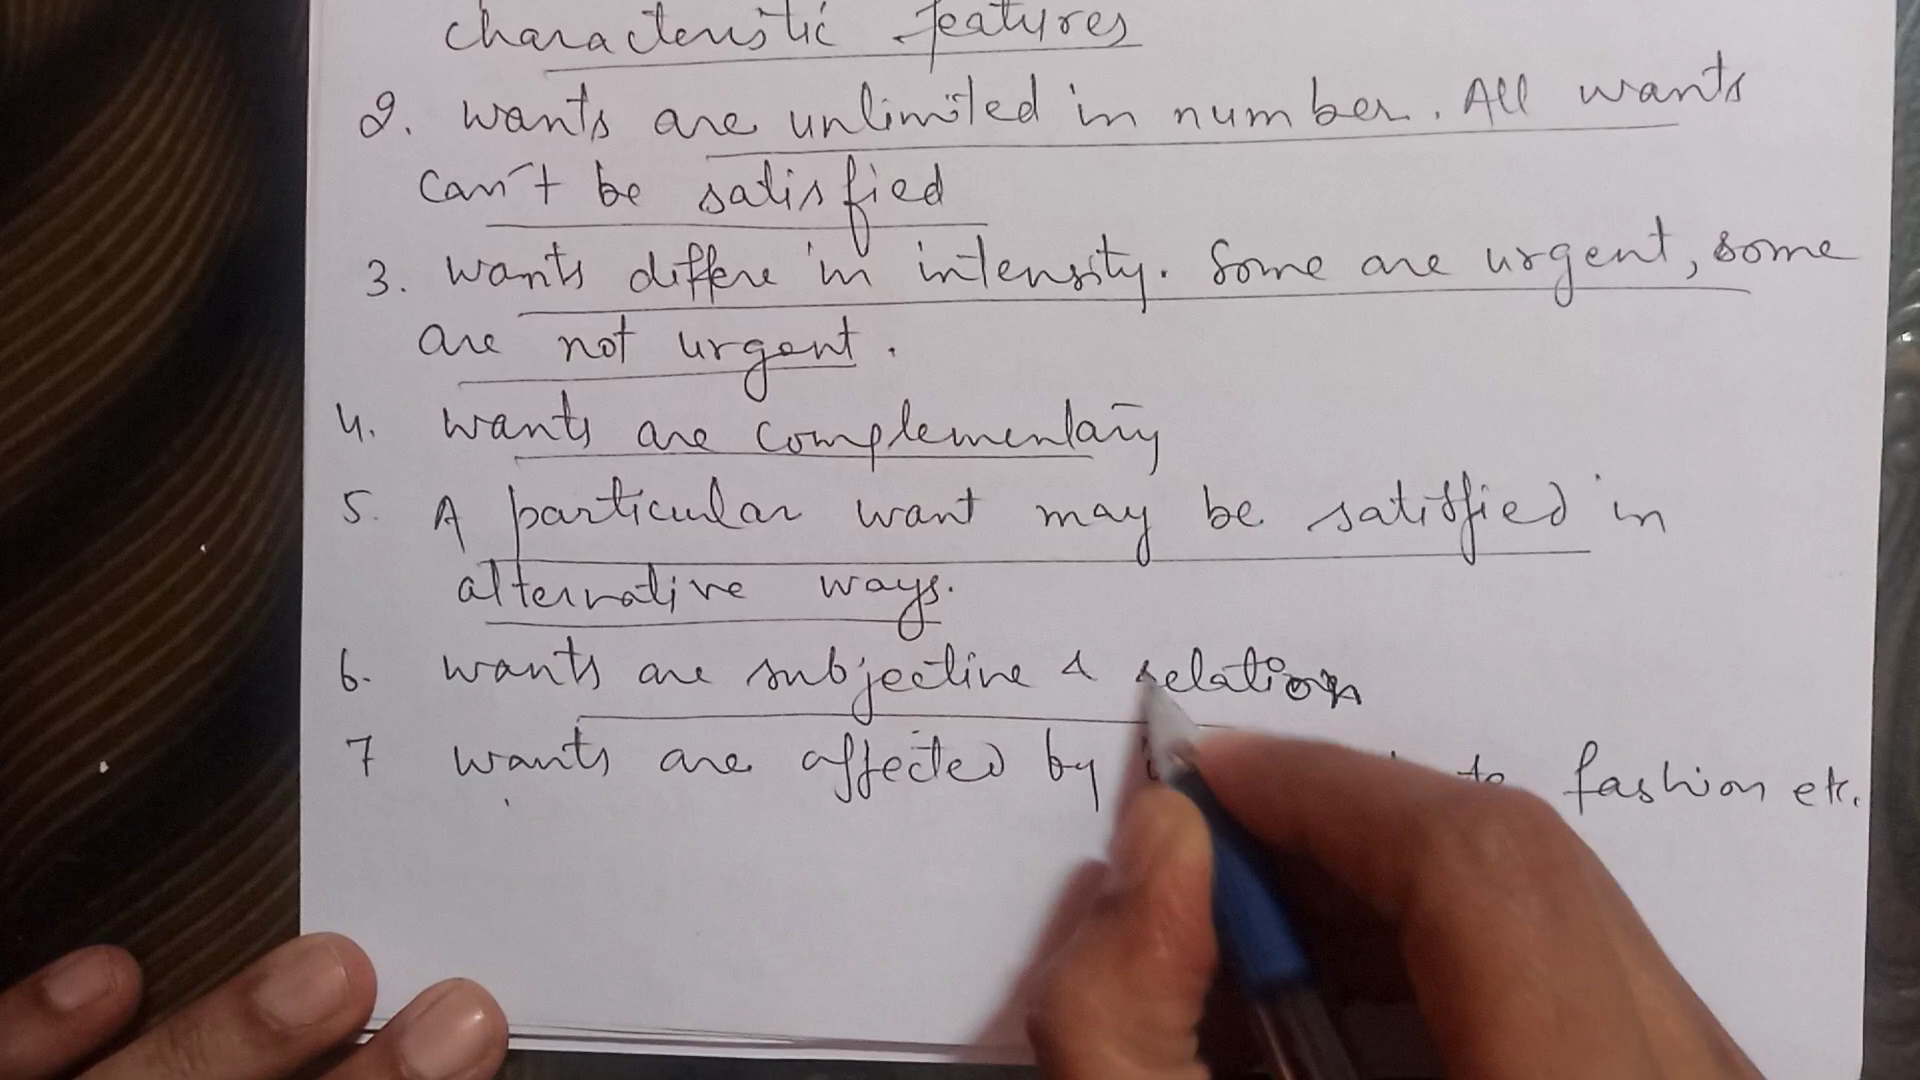 characteristic features
2. wants are unlimited in number. All wants
can't be satisfied
3. wants differe in intensity. Some are urgent, some
are not urgent.
4. wants are complementary
5. A particular want may be satisfied in
alternative ways.
6. wants are subjective & relation
7 wants are affected by to fashion etc.